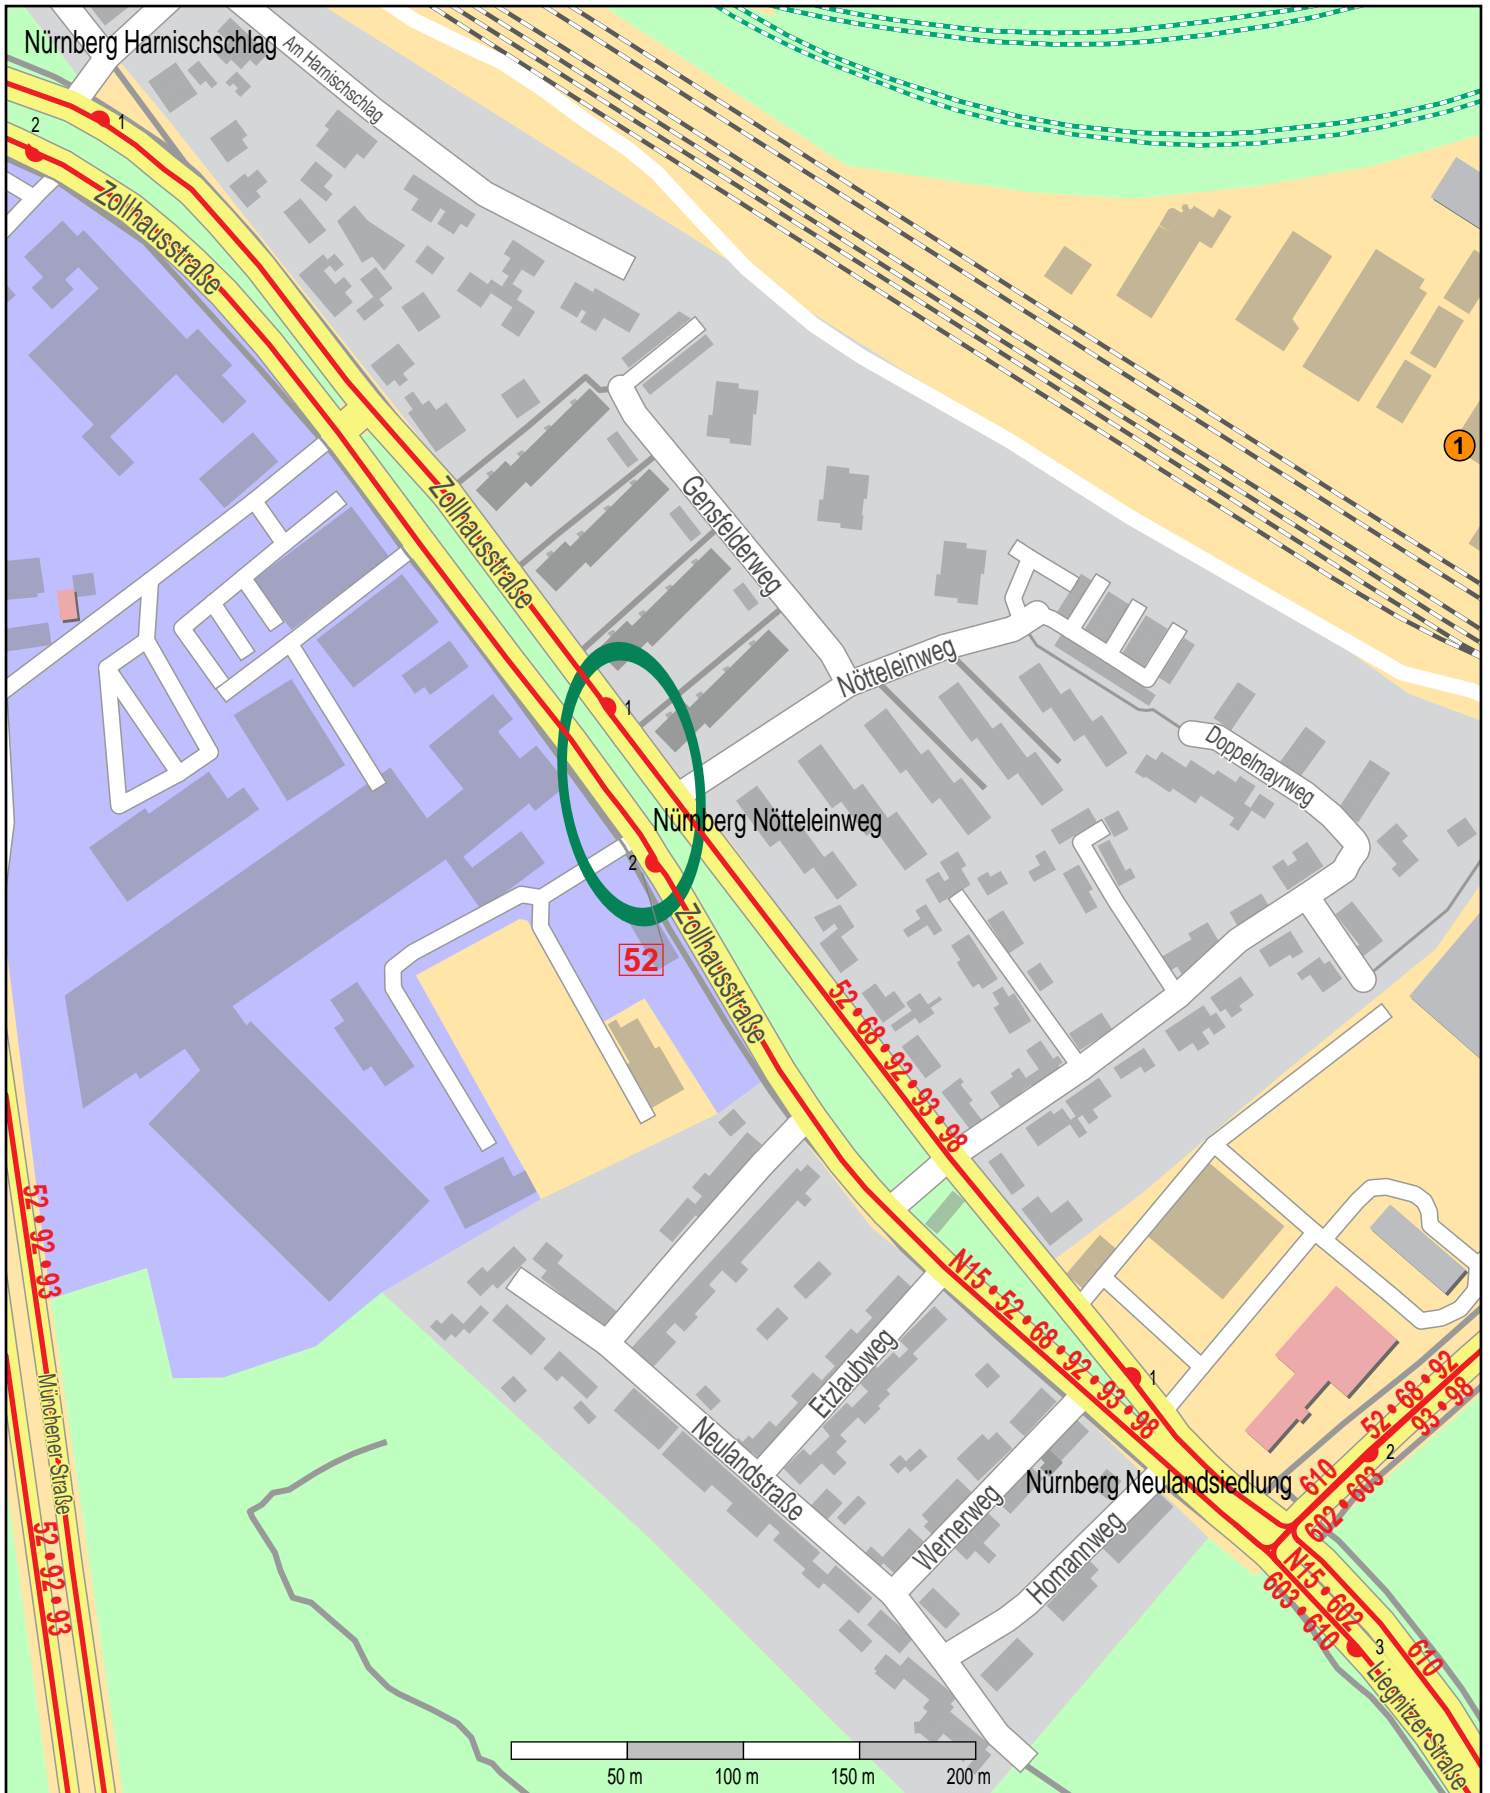 Nürnberg Harnischschlag
Am Harnischschlag
1
2
Zollhausstraße
1
Zollhausstraße
Gensfelderweg
Nötteleinweg
1
Doppelmayrweg
Nürnberg Nötteleinweg
2
Zollhausstraße
52
52 • 68 • 92 • 93 • 98
52 • 92 • 93
N15 • 52 • 68 • 92 • 93 • 98
1
Etzlaubweg
52 • 68 • 92
93 • 98
Münchener Straße
Neulandstraße
2
Nürnberg Neulandsiedlung
610
602 • 603
Wernerweg
Homannweg
52 • 92 • 93
N15 • 602
603 • 610
3
610
Liegnitzer Straße
50 m 100 m 150 m 200 m